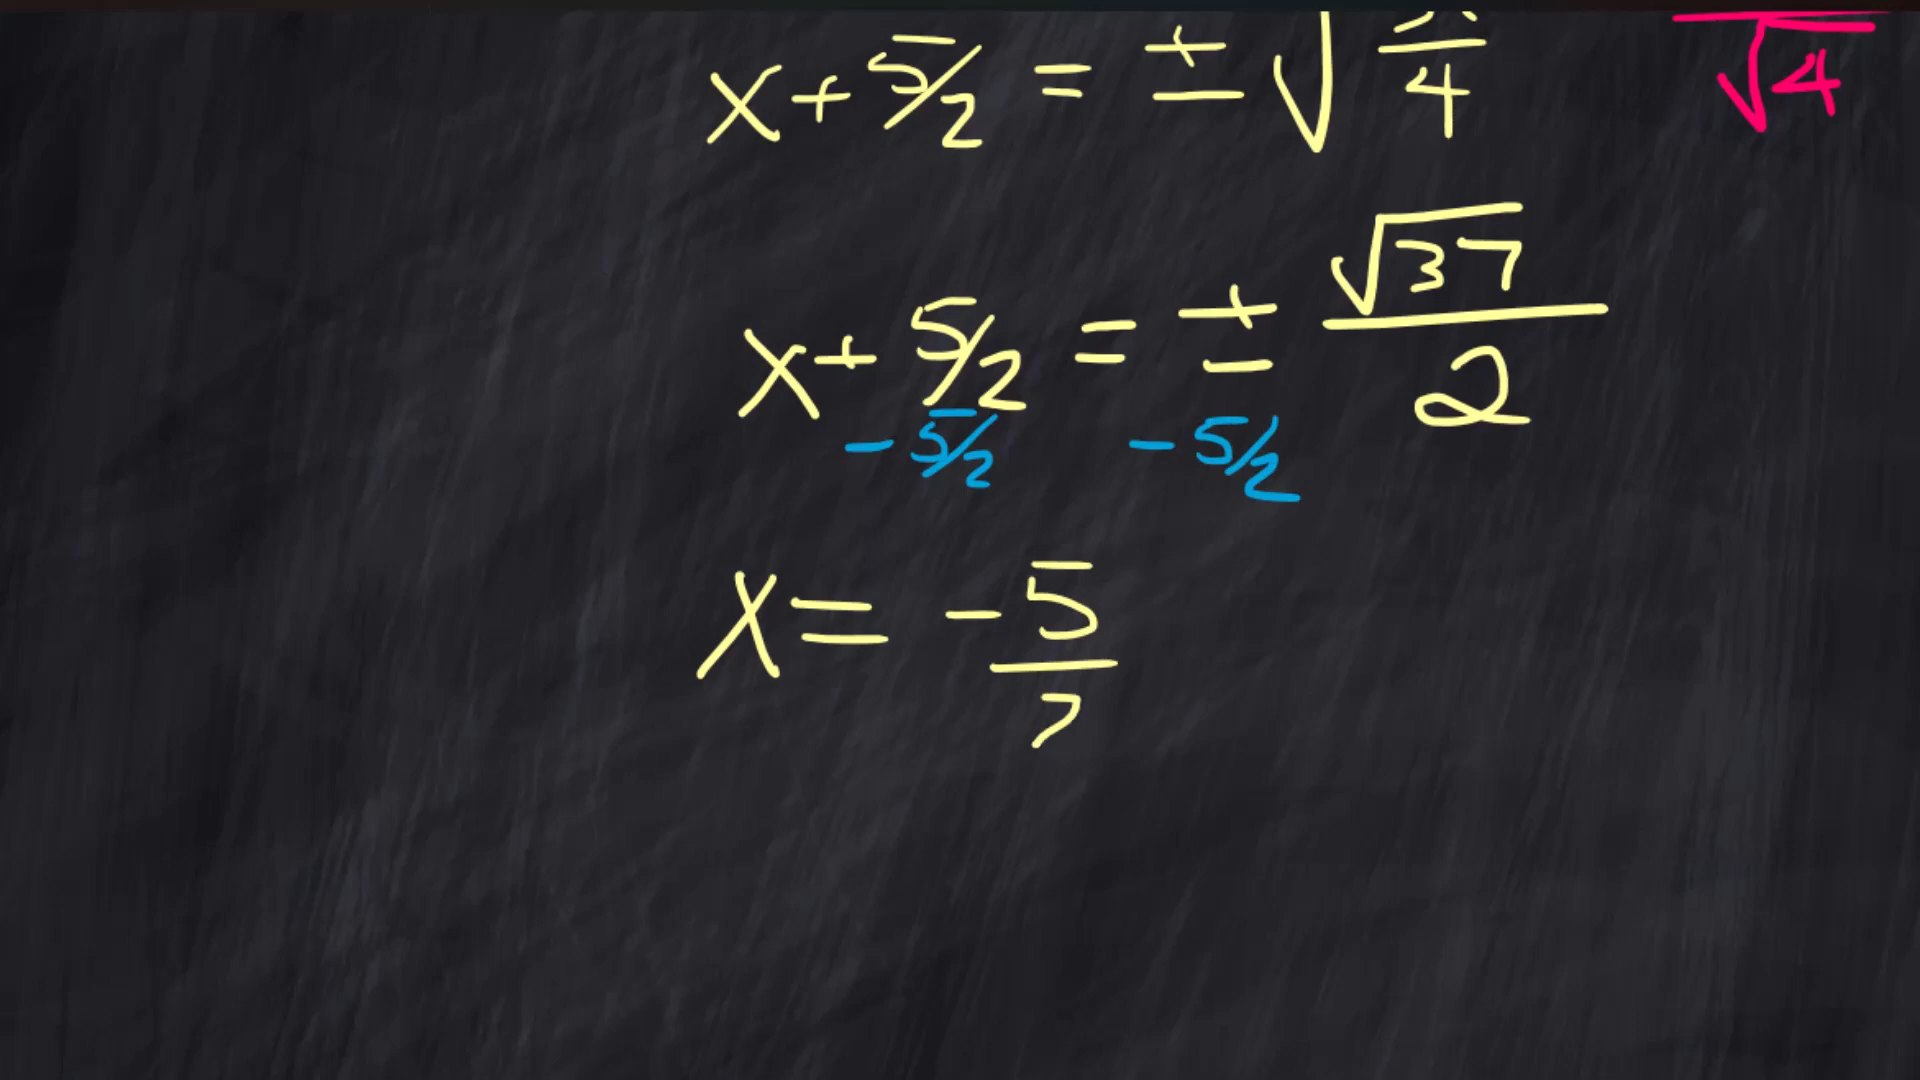 x + 5/2 = ± √ /4
√4
x + 5/2 = ± √37/2
- 5/2 - 5/2
x = -5/